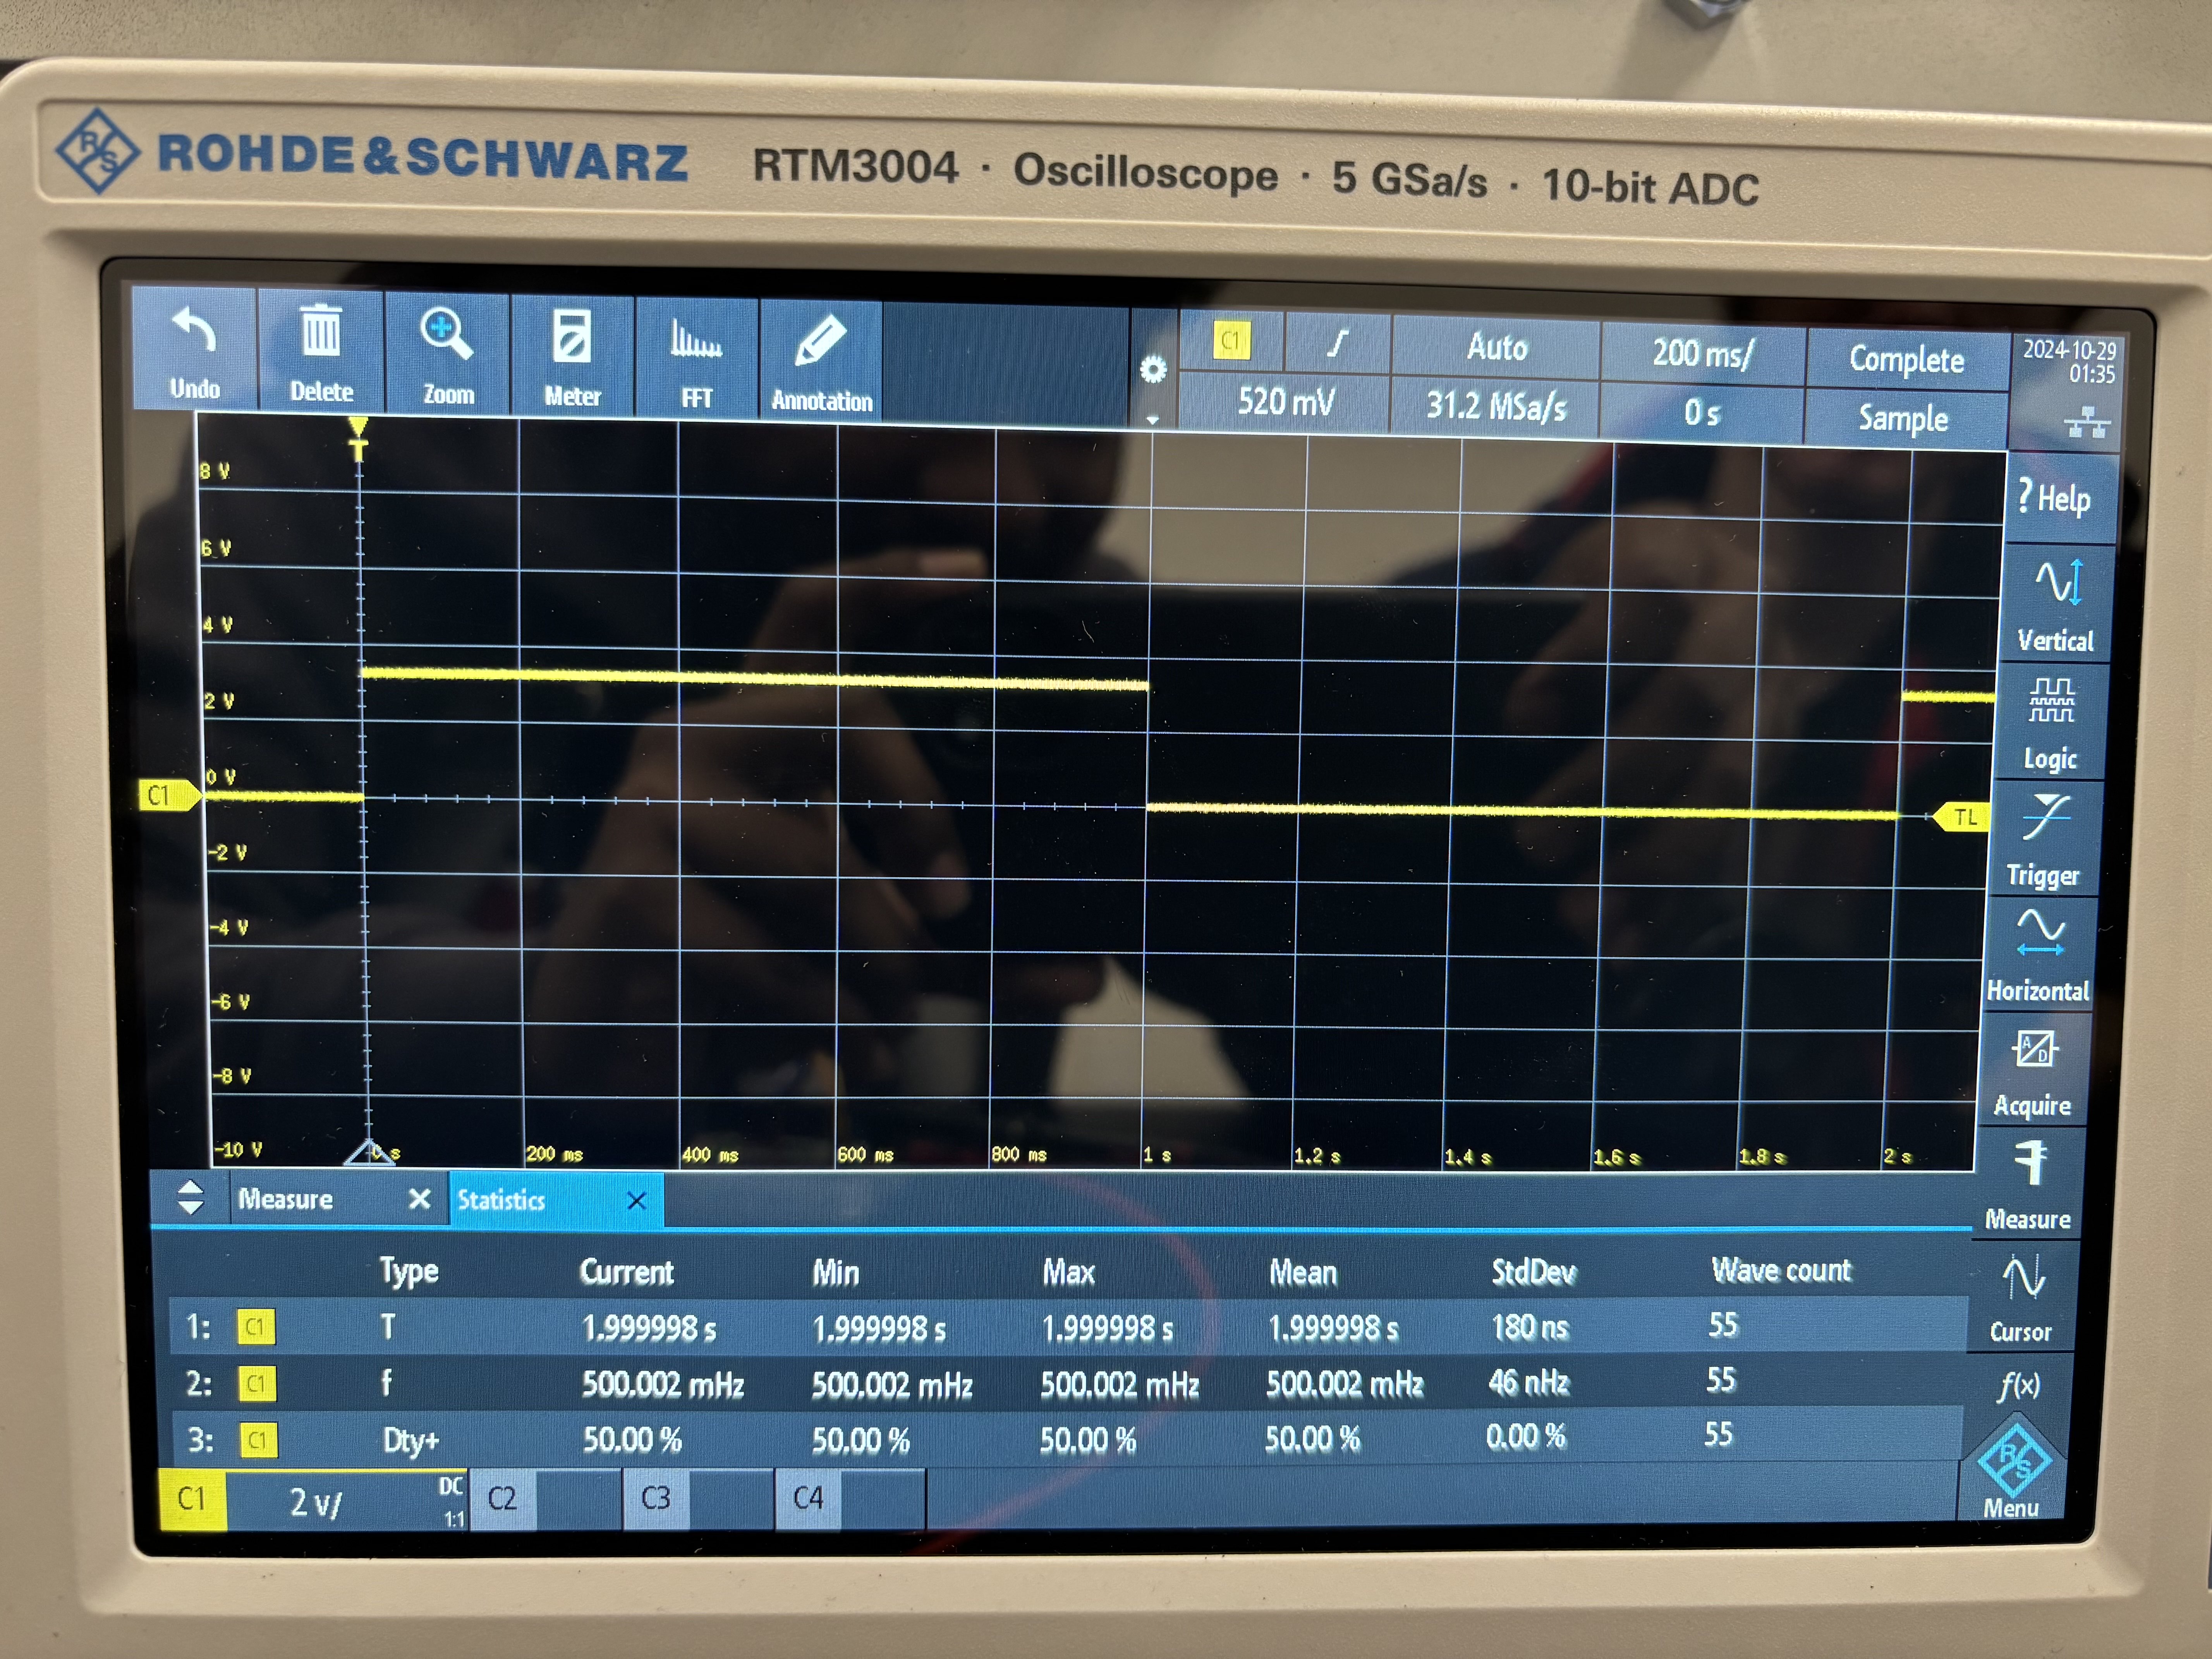 R S ROHDE & SCHWARZ RTM3004 · Oscilloscope · 5 GSa/s · 10-bit ADC
Undo Delete Zoom Meter FFT Annotation
C1 Auto 200 ms/ Complete
520 mV 31.2 MSa/s 0 s Sample
2024-10-29
01:35
T
8 V
6 V
4 V
2 V
0 V
C1
-2 V
-4 V
-6 V
-8 V
-10 V
TL
0 s 200 ms 400 ms 600 ms 800 ms 1 s 1.2 s 1.4 s 1.6 s 1.8 s 2 s
? Help
Vertical
Logic
Trigger
Horizontal
A D
Acquire
Measure
Cursor
f(x)
R S
Menu
Measure X Statistics X
Type Current Min Max Mean StdDev Wave count
1: C1 T 1.999998 s 1.999998 s 1.999998 s 1.999998 s 180 ns 55
2: C1 f 500.002 mHz 500.002 mHz 500.002 mHz 500.002 mHz 46 nHz 55
3: C1 Dty+ 50.00 % 50.00 % 50.00 % 50.00 % 0.00 % 55
C1 2 V/ DC 1:1 C2 C3 C4